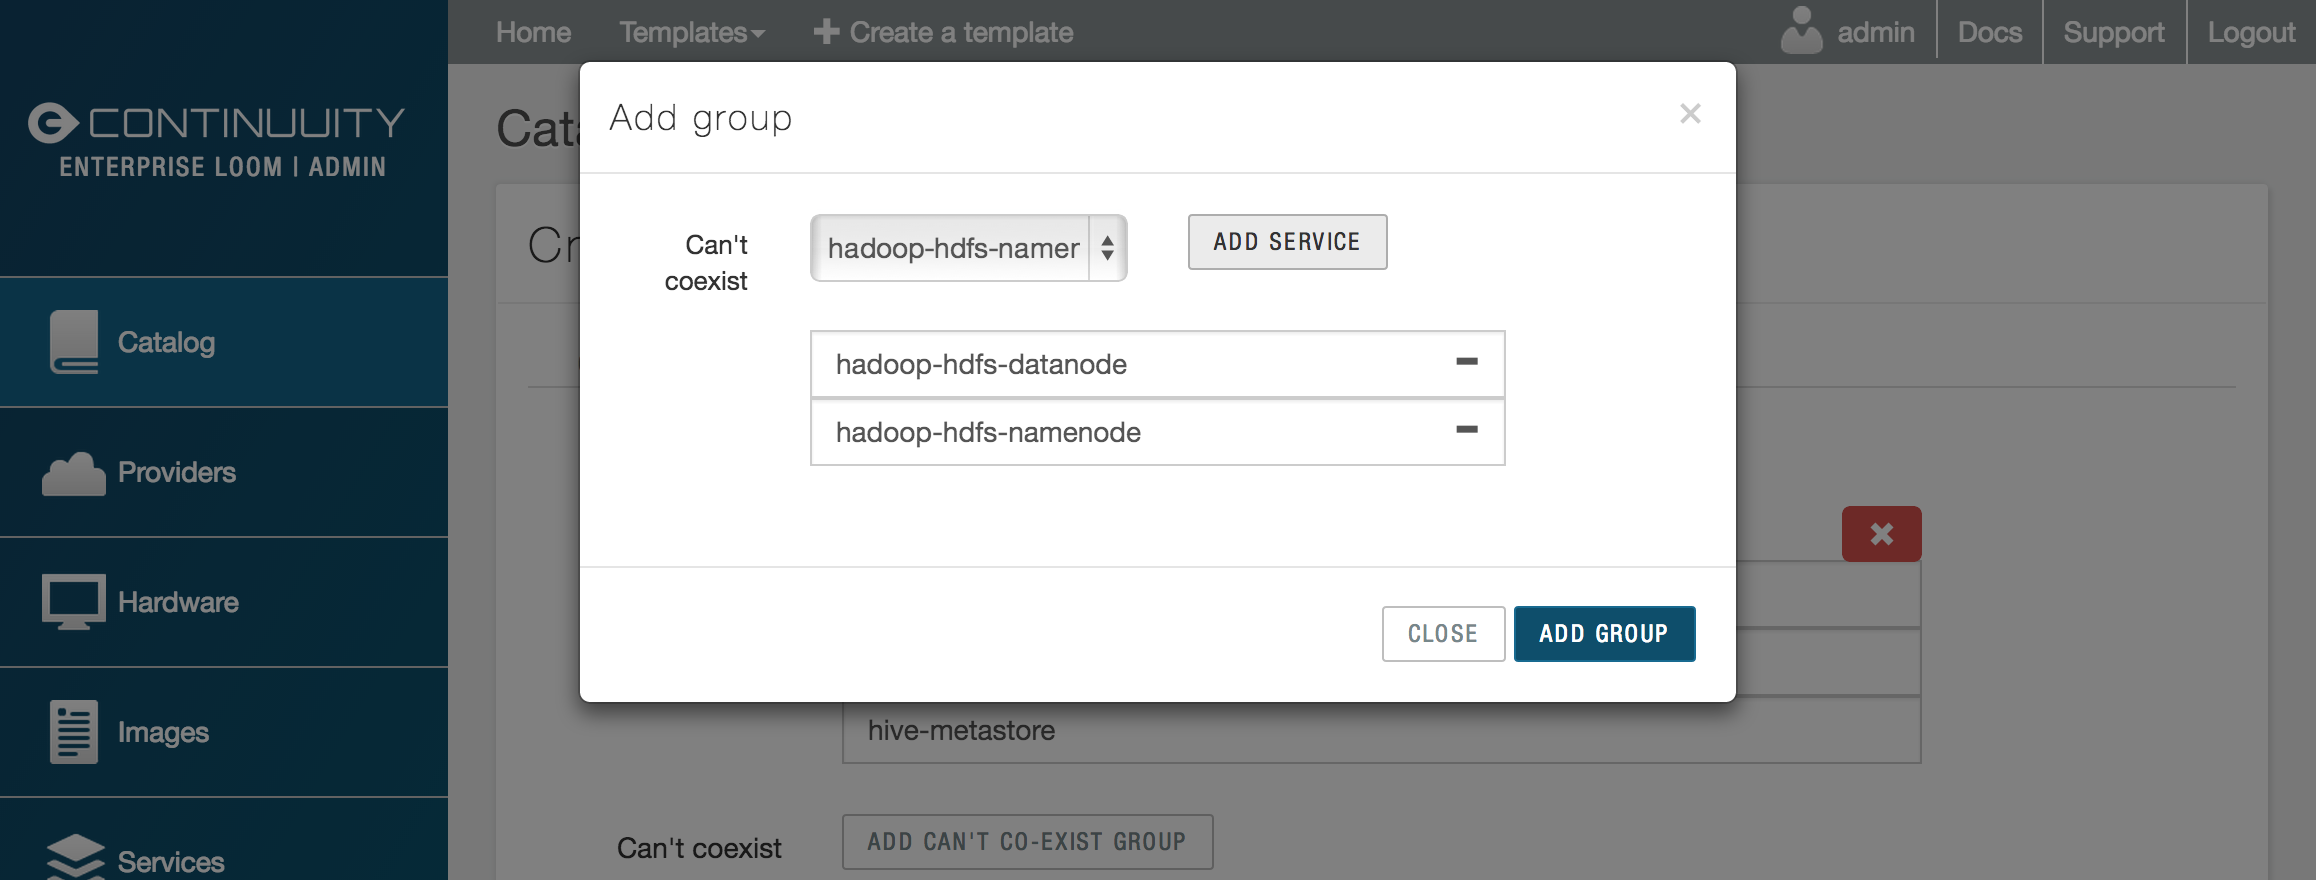 Home
Templates
Create a template
admin
Docs
Support
Logout
CONTINUUITY
ENTERPRISE LOOM | ADMIN
Catalog
Providers
Hardware
Images
Services
Add group
×
Can't
coexist
hadoop-hdfs-namer
ADD SERVICE
hadoop-hdfs-datanode
hadoop-hdfs-namenode
CLOSE
ADD GROUP
hive-metastore
Can't coexist
ADD CAN'T CO-EXIST GROUP